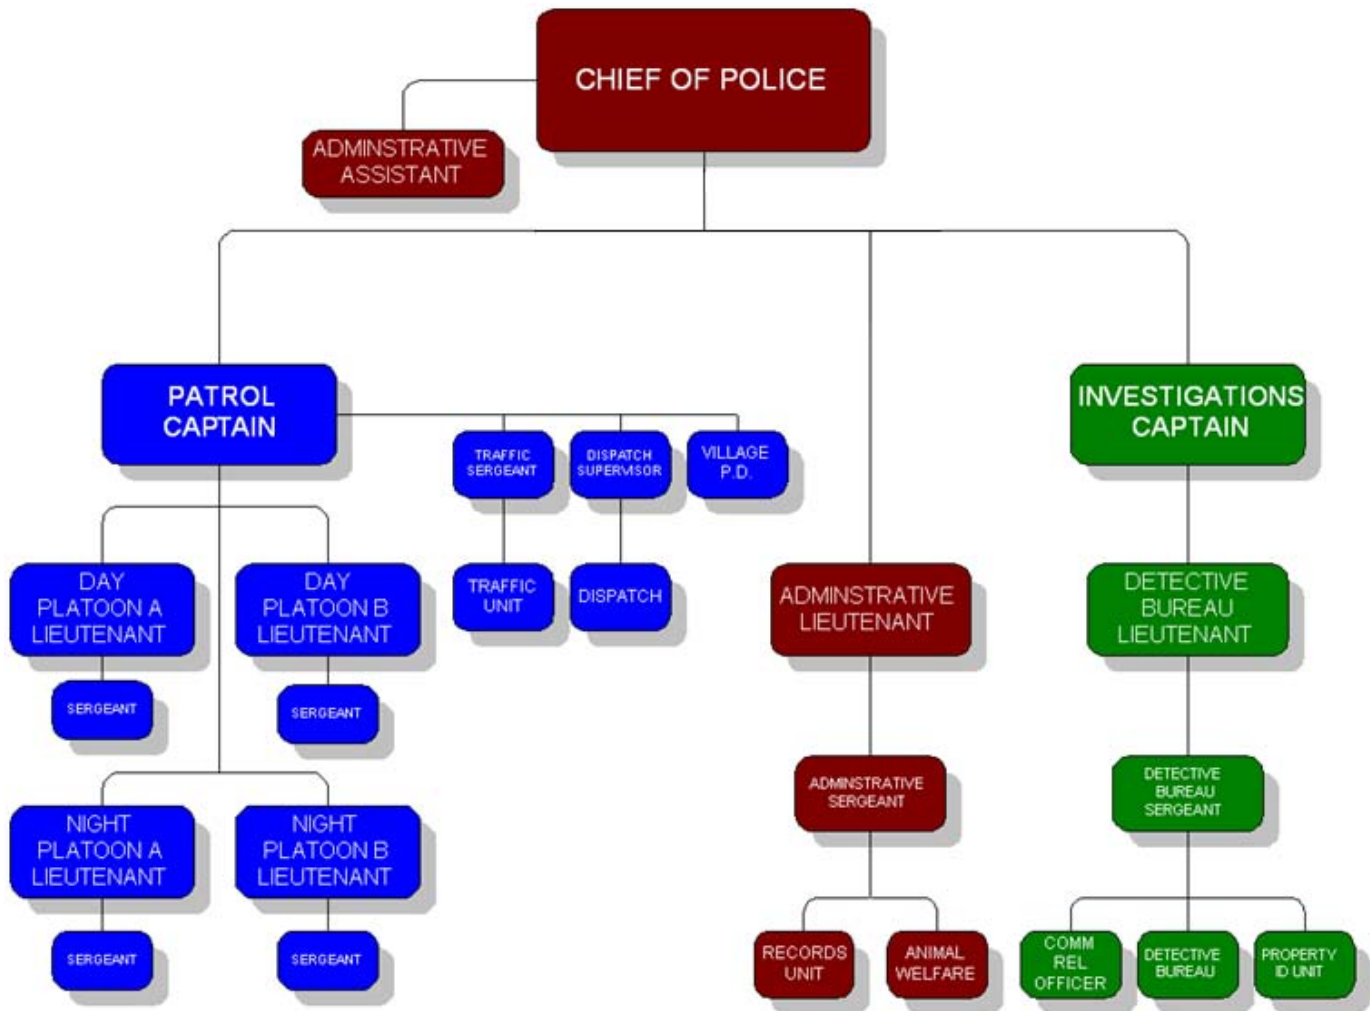 CHIEF OF POLICE
ADMINSTRATIVE
ASSISTANT
PATROL
CAPTAIN
TRAFFIC
SERGEANT
DISPATCH
SUPERVISOR
VILLAGE
P.D.
INVESTIGATIONS
CAPTAIN
DAY
PLATOON A
LIEUTENANT
DAY
PLATOON B
LIEUTENANT
TRAFFIC
UNIT
DISPATCH
ADMINSTRATIVE
LIEUTENANT
DETECTIVE
BUREAU
LIEUTENANT
SERGEANT
SERGEANT
NIGHT
PLATOON A
LIEUTENANT
NIGHT
PLATOON B
LIEUTENANT
ADMINSTRATIVE
SERGEANT
DETECTIVE
BUREAU
SERGEANT
SERGEANT
SERGEANT
RECORDS
UNIT
ANIMAL
WELFARE
COMM
REL
OFFICER
DETECTIVE
BUREAU
PROPERTY
ID UNIT